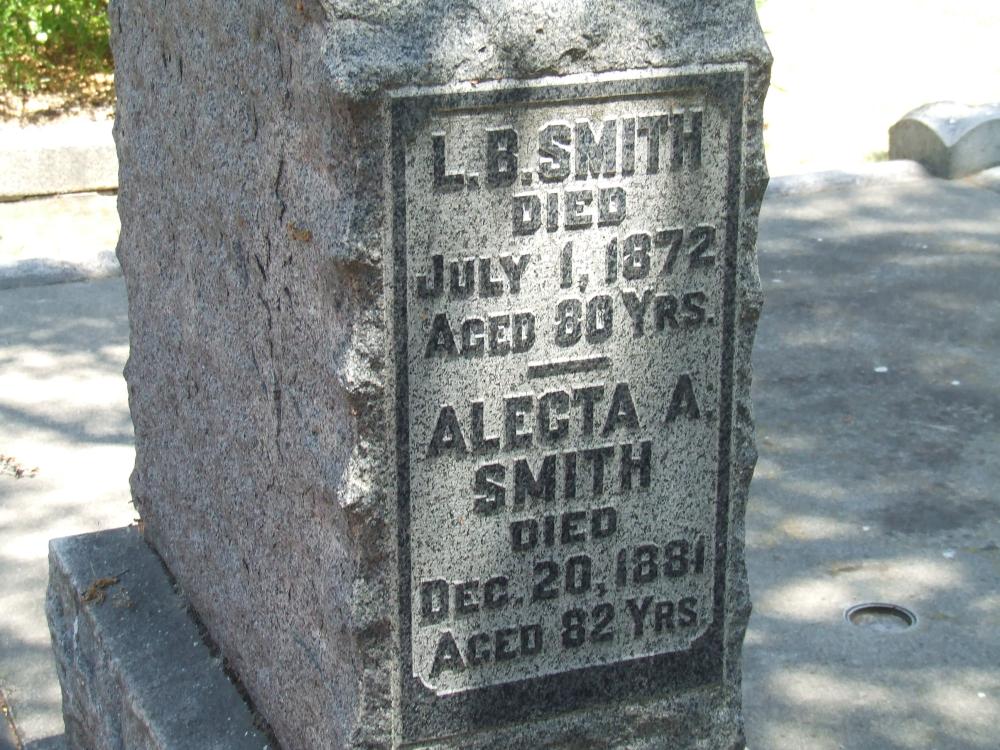 L.B. SMITH
DIED
JULY 1, 1872
AGED 80 YRS.
ALECTA A.
SMITH
DIED
DEC. 20, 1881
AGED 82 YRS.